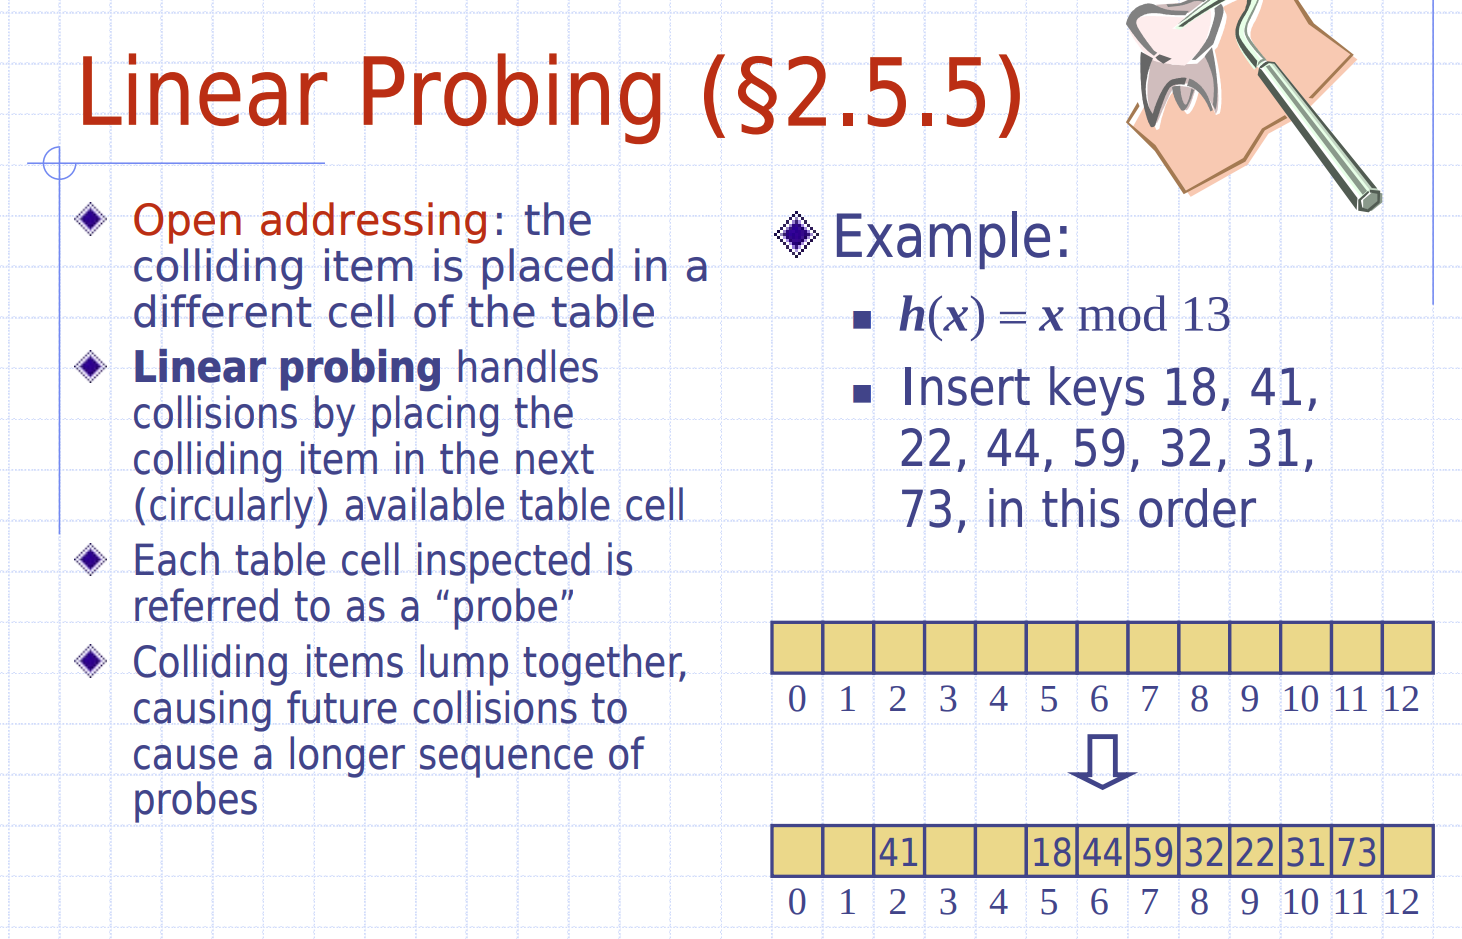 Linear Probing (§2.5.5)
Open addressing: the
colliding item is placed in a
different cell of the table
Linear probing handles
collisions by placing the
colliding item in the next
(circularly) available table cell
Each table cell inspected is
referred to as a “probe”
Colliding items lump together,
causing future collisions to
cause a longer sequence of
probes
Example:
h(x) = x mod 13
Insert keys 18, 41,
22, 44, 59, 32, 31,
73, in this order
0 1 2 3 4 5 6 7 8 9 10 11 12
41 18 44 59 32 22 31 73
0 1 2 3 4 5 6 7 8 9 10 11 12